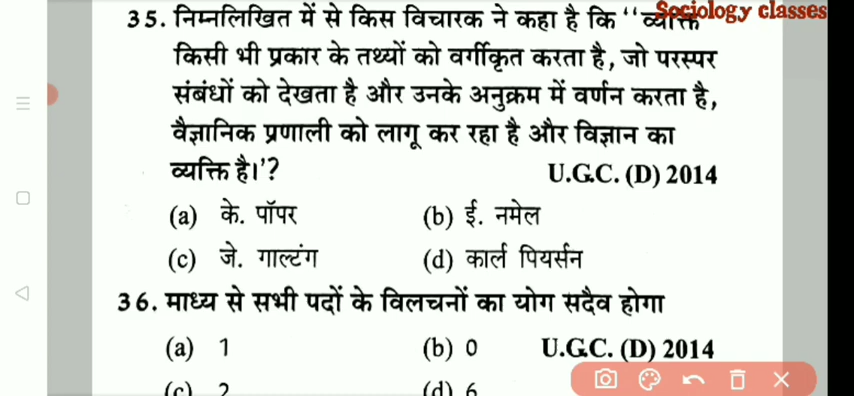 Sociology classes
35. निम्नलिखित में से किस विचारक ने कहा है कि ‘‘व्यक्ति
किसी भी प्रकार के तथ्यों को वर्गीकृत करता है, जो परस्पर
संबंधों को देखता है और उनके अनुक्रम में वर्णन करता है,
वैज्ञानिक प्रणाली को लागू कर रहा है और विज्ञान का
व्यक्ति है।’?
U.G.C. (D) 2014
(a) के. पॉपर (b) ई. नमेल
(c) जे. गाल्टंग (d) कार्ल पियर्सन
36. माध्य से सभी पदों के विलचनों का योग सदैव होगा
(a) 1 (b) 0 U.G.C. (D) 2014
(c) 2 (d) 6